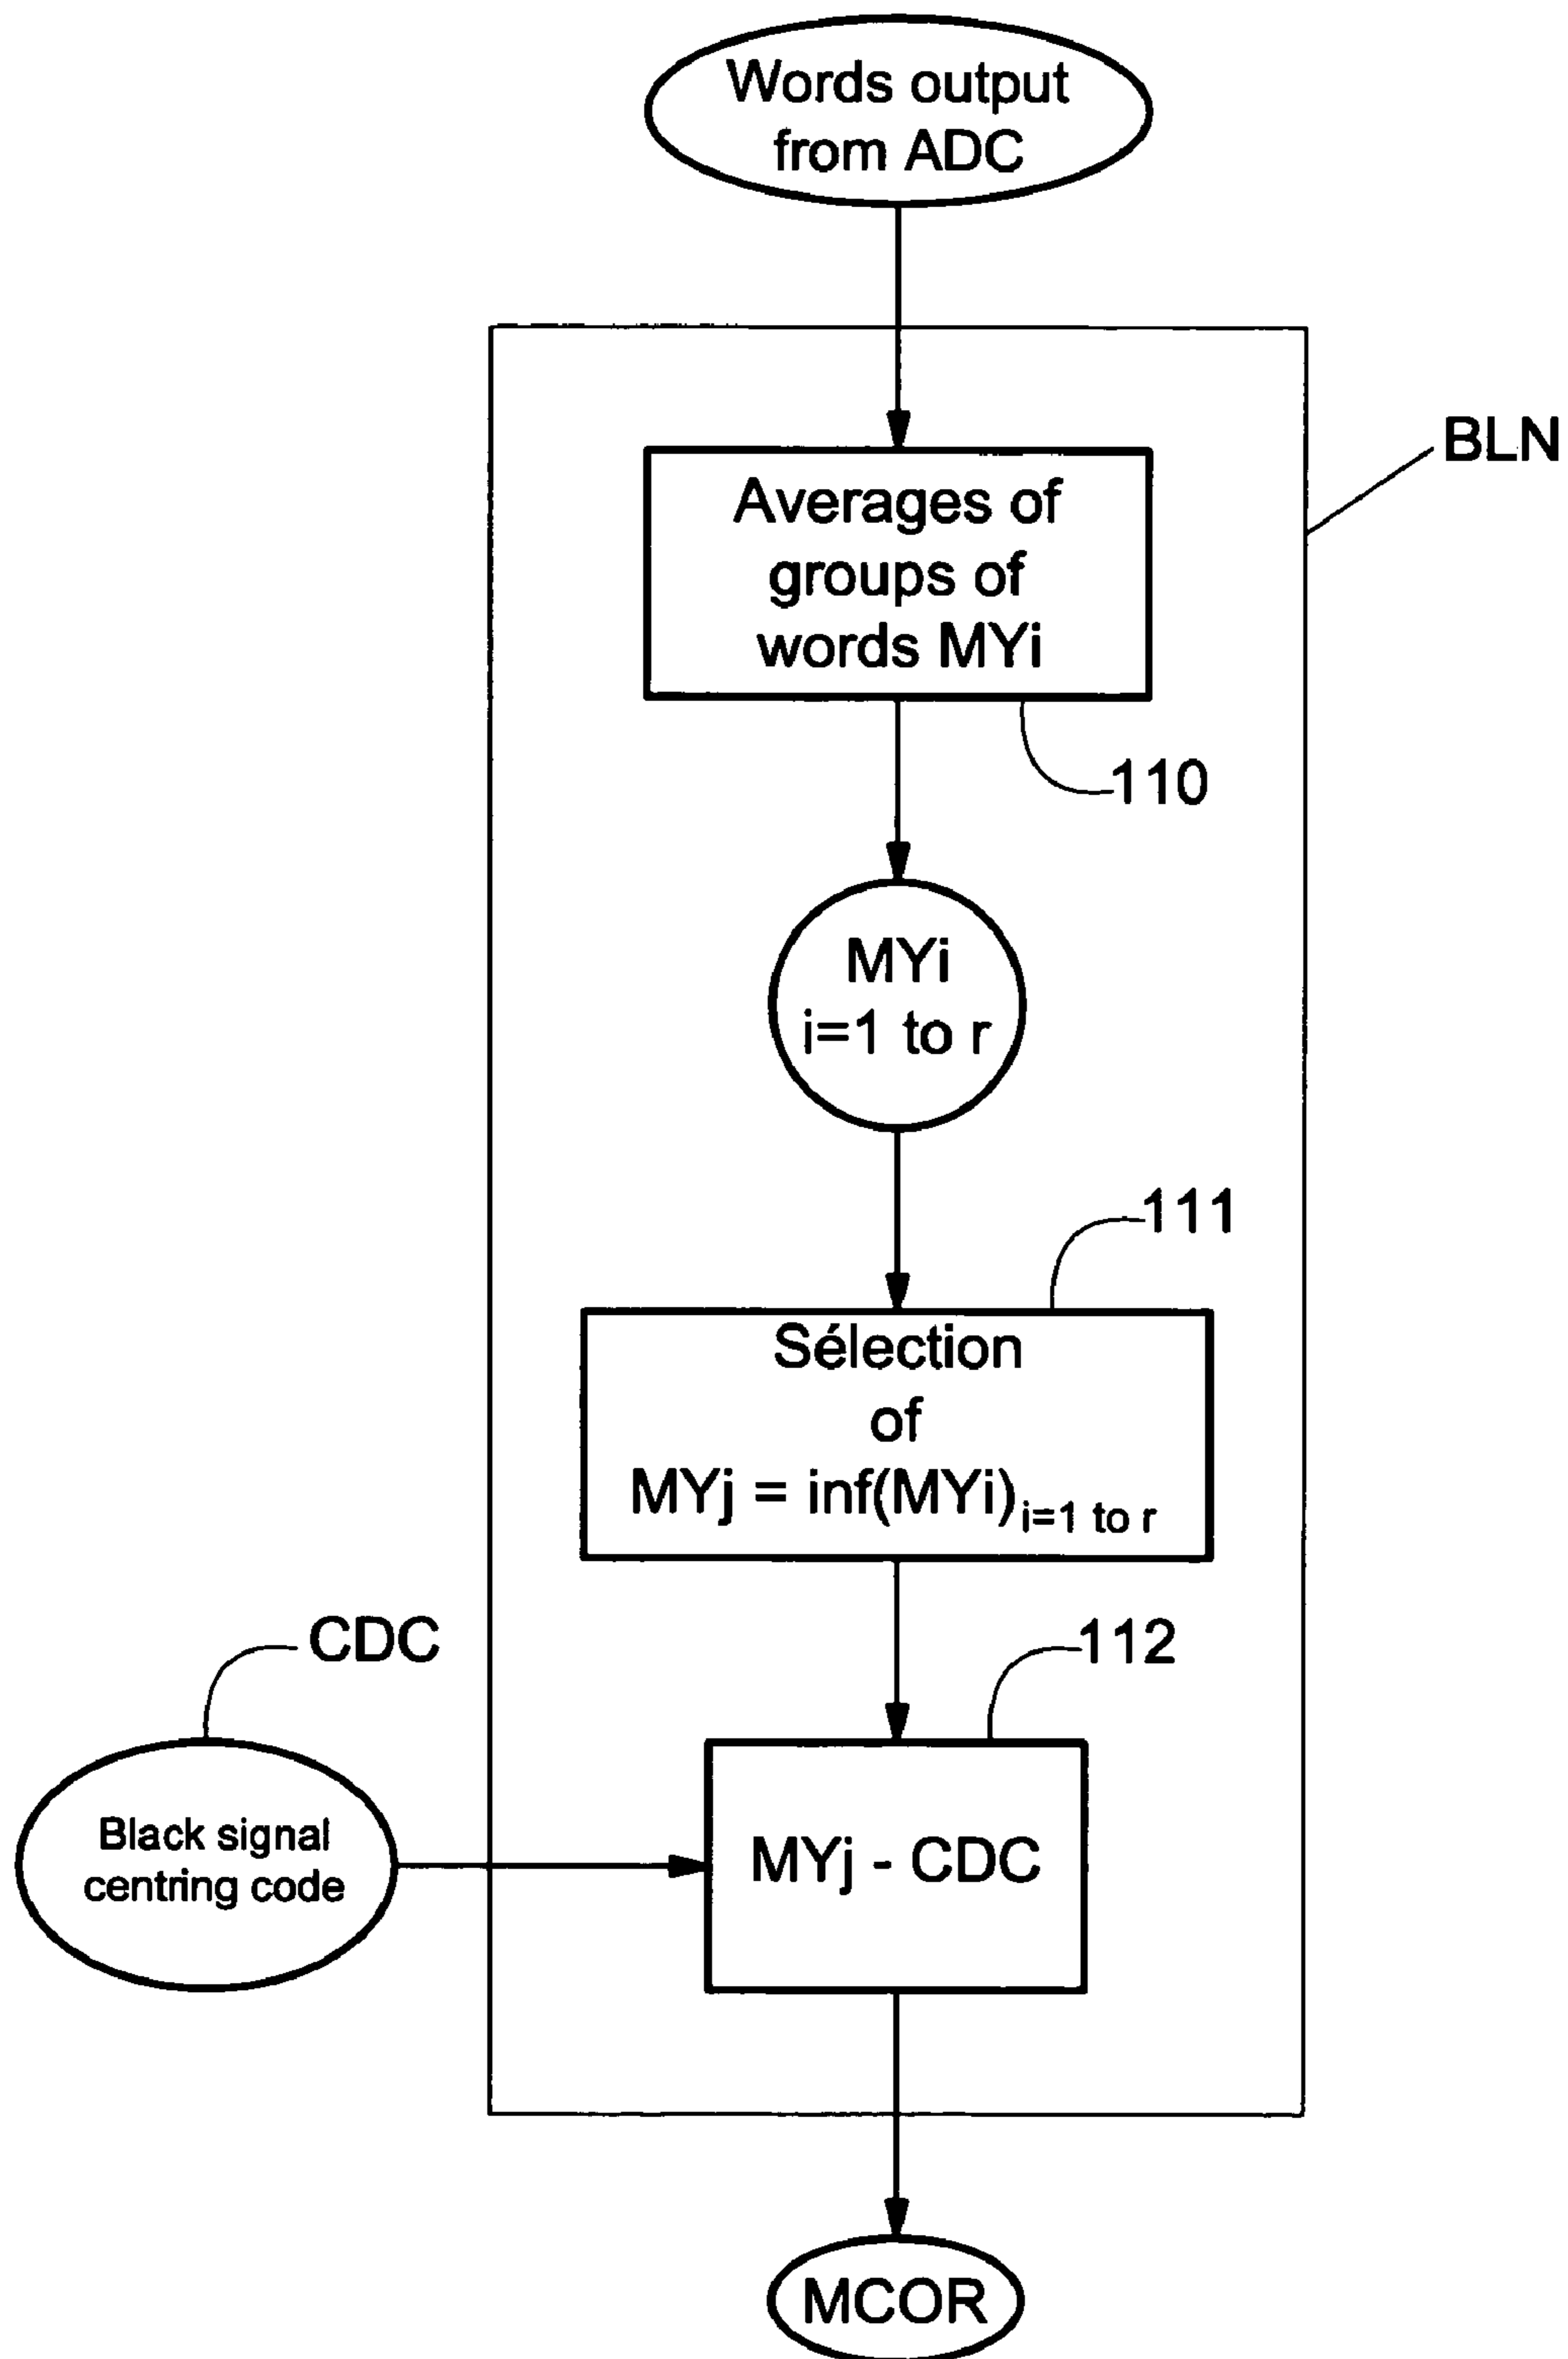 Words output
from ADC
BLN
Averages of
groups of
words MYi
110
MYi
i=1 to r
111
Sélection
of
MYj = inf(MYi)i=1 to r
CDC
112
Black signal
centring code
MYj - CDC
MCOR